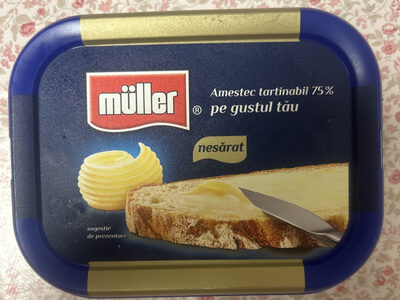 müller ®
Amestec tartinabil 75%
pe gustul tău
nesărat
sugestie
de prezentare